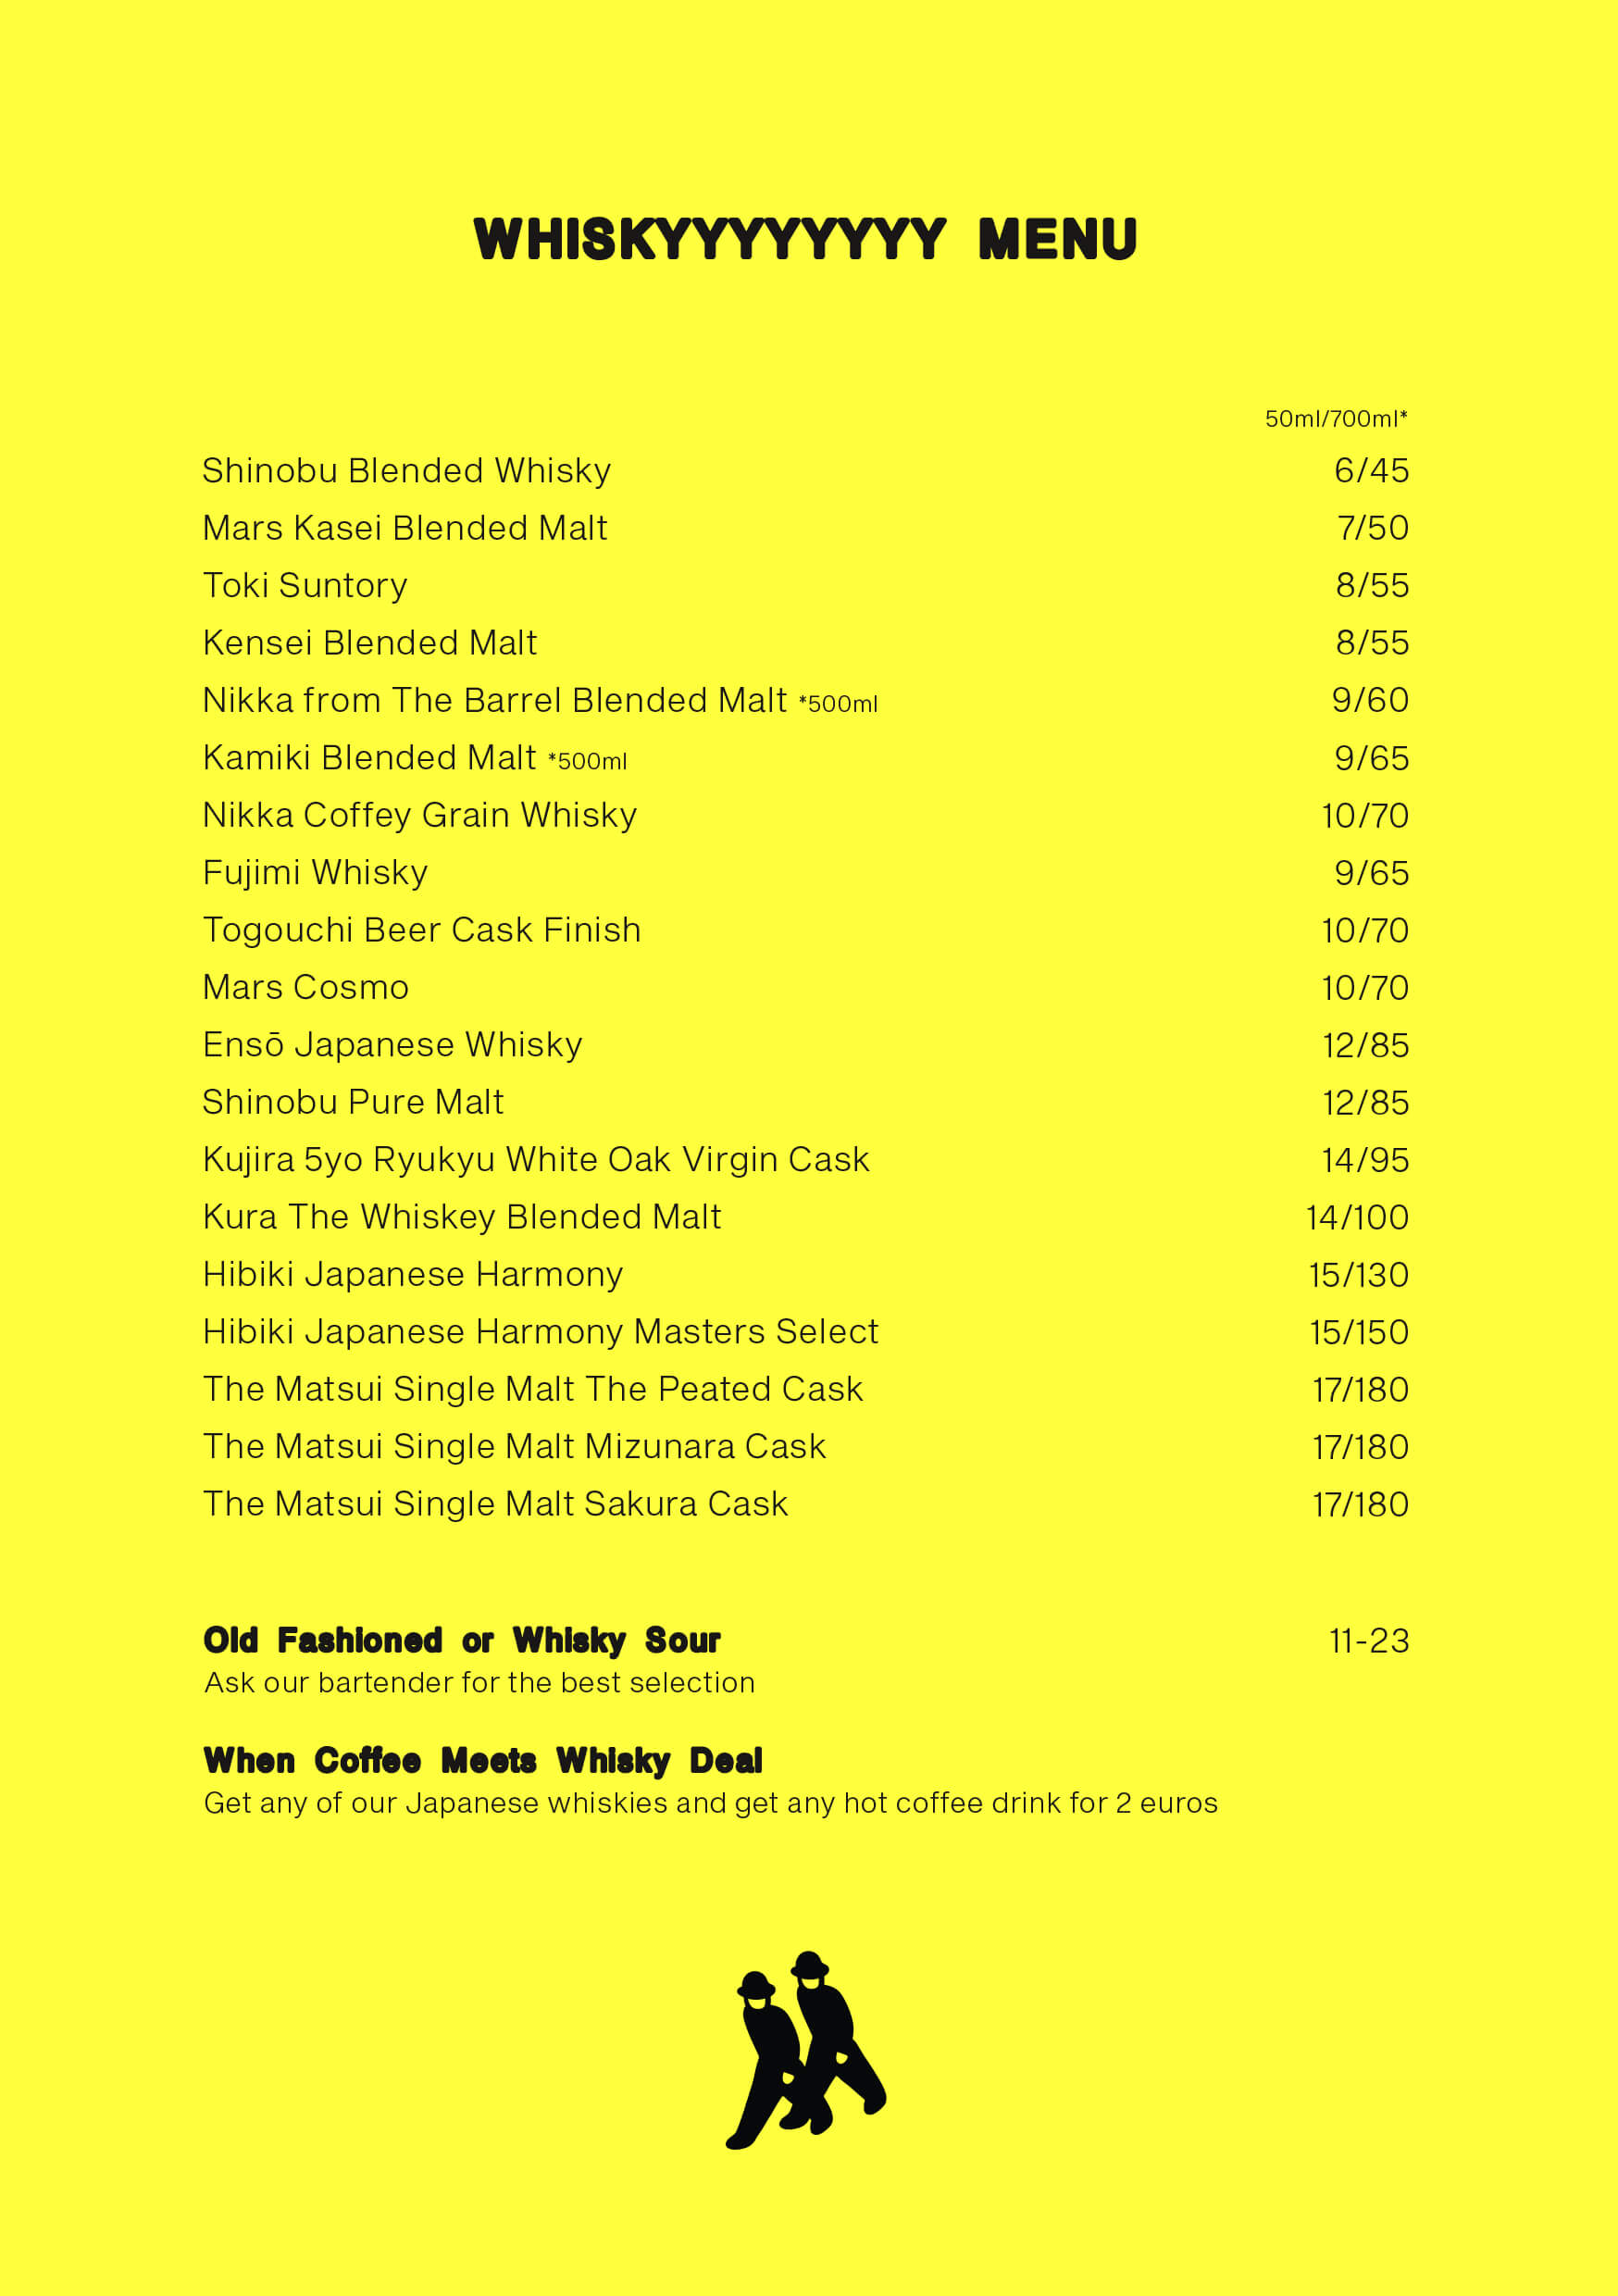 WHISKYYYYYYYY MENU
50ml/700ml*
Shinobu Blended Whisky 6/45
Mars Kasei Blended Malt 7/50
Toki Suntory 8/55
Kensei Blended Malt 8/55
Nikka from The Barrel Blended Malt *500ml 9/60
Kamiki Blended Malt *500ml 9/65
Nikka Coffey Grain Whisky 10/70
Fujimi Whisky 9/65
Togouchi Beer Cask Finish 10/70
Mars Cosmo 10/70
Ensō Japanese Whisky 12/85
Shinobu Pure Malt 12/85
Kujira 5yo Ryukyu White Oak Virgin Cask 14/95
Kura The Whiskey Blended Malt 14/100
Hibiki Japanese Harmony 15/130
Hibiki Japanese Harmony Masters Select 15/150
The Matsui Single Malt The Peated Cask 17/180
The Matsui Single Malt Mizunara Cask 17/180
The Matsui Single Malt Sakura Cask 17/180
Old Fashioned or Whisky Sour 11-23
Ask our bartender for the best selection
When Coffee Meets Whisky Deal
Get any of our Japanese whiskies and get any hot coffee drink for 2 euros